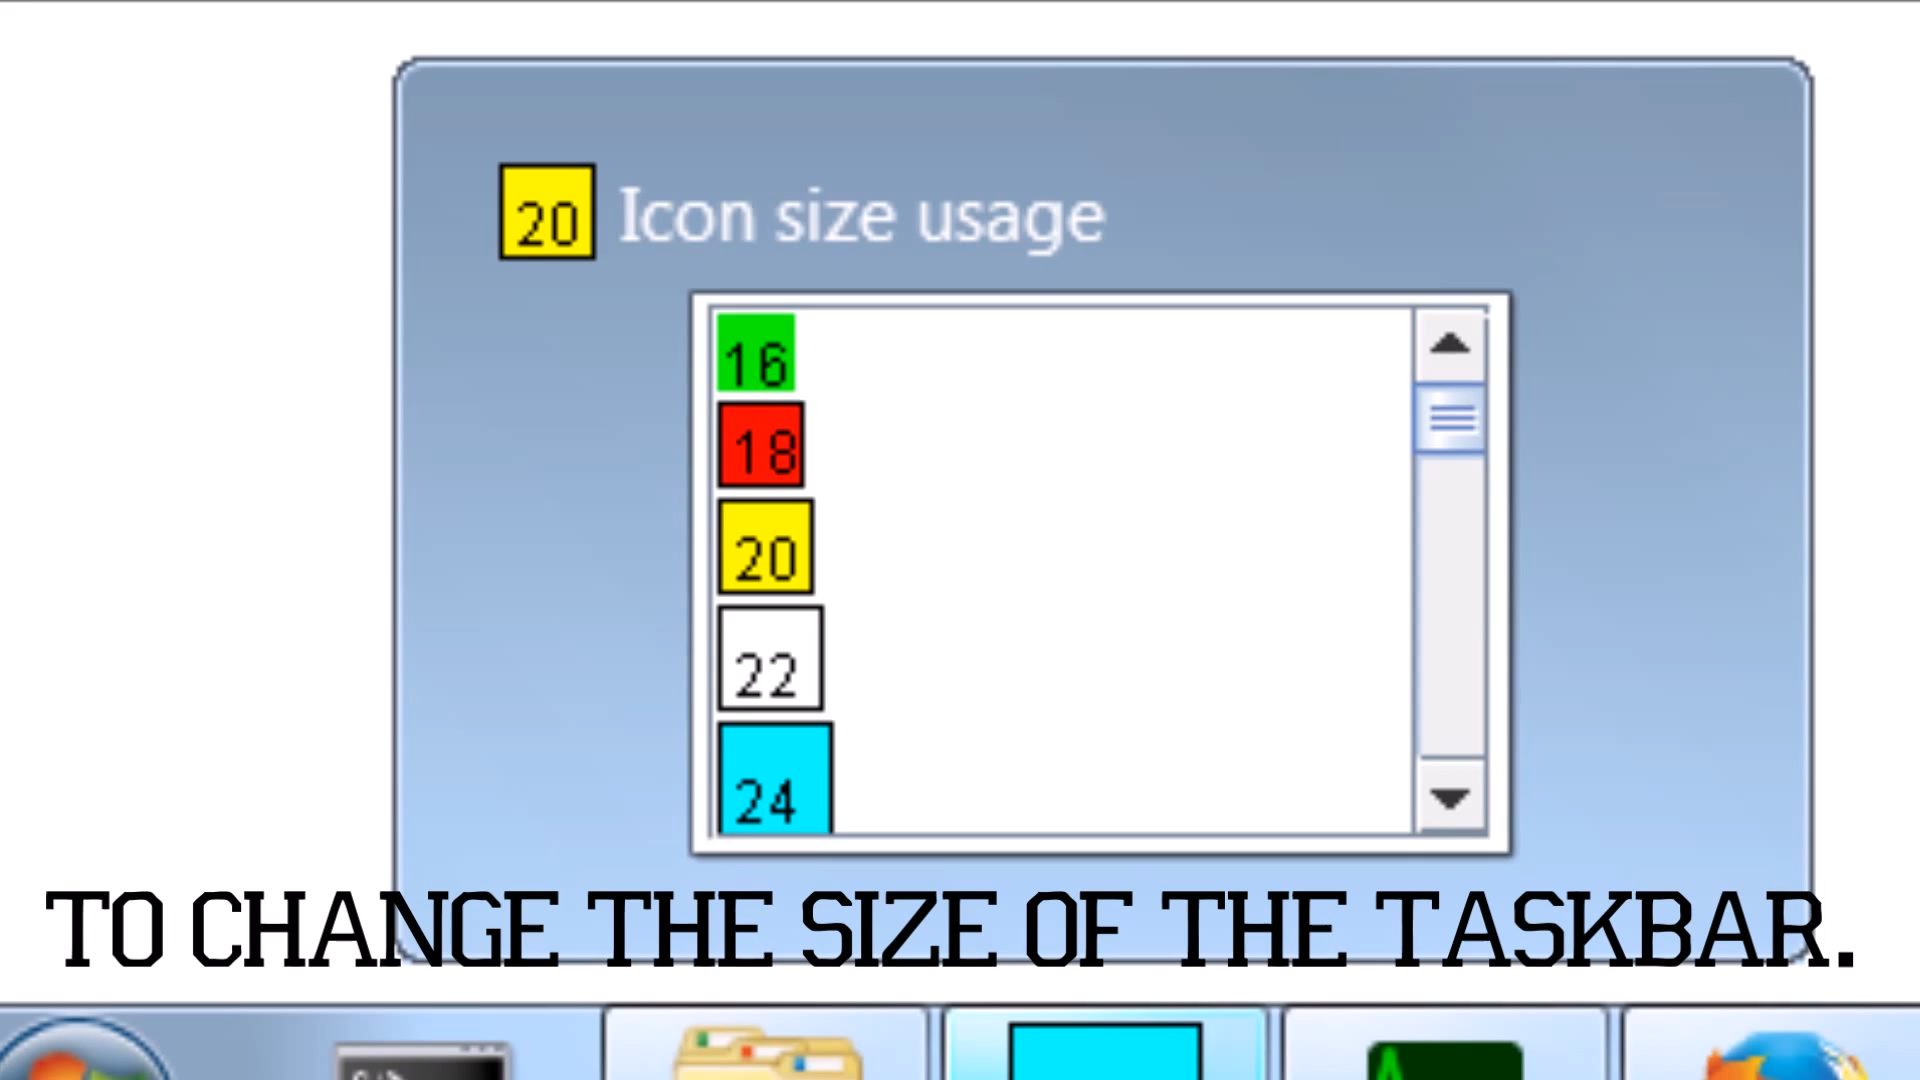 20 Icon size usage
16
18
20
22
24
TO CHANGE THE SIZE OF THE TASKBAR.